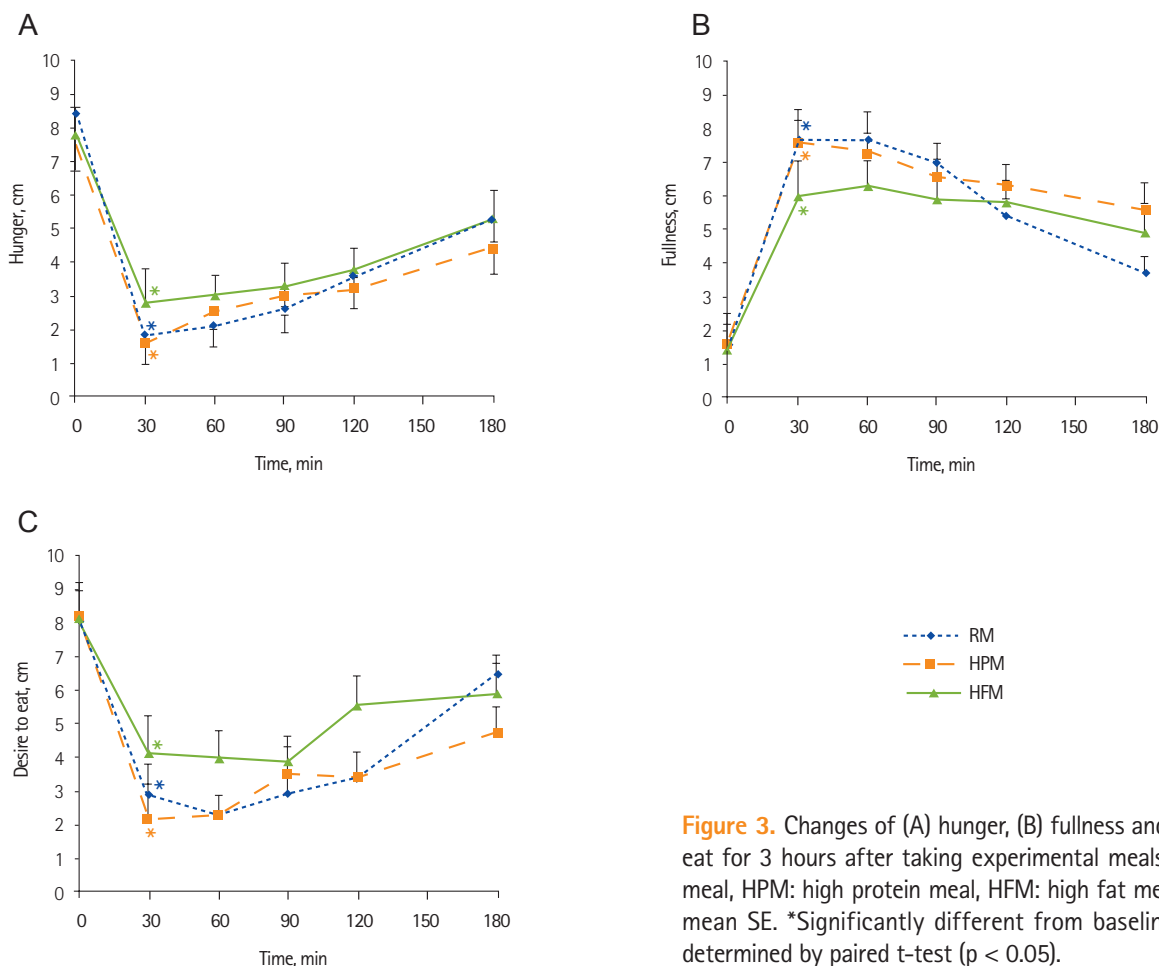 A
10
9
8
7
6
5
4
3
2
1
0
Hunger, cm
*
*
*
0 30 60 90 120 180
Time, min
B
10
9
8
7
6
5
4
3
2
1
0
Fullness, cm
*
*
*
0 30 60 90 120 180
Time, min
C
10
9
8
7
6
5
4
3
2
1
0
Desire to eat, cm
*
*
*
0 30 60 90 120 180
Time, min
RM
HPM
HFM
Figure 3. Changes of (A) hunger, (B) fullness and
eat for 3 hours after taking experimental meals
meal, HPM: high protein meal, HFM: high fat me
mean SE. *Significantly different from baselin
determined by paired t-test (p < 0.05).